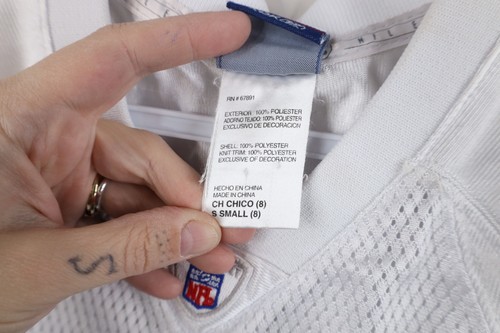 RN # 67891
EXTERIOR: 100% POLIESTER
ADORNO TEJIDO: 100% POLIESTER
EXCLUSIVO DE DECORACION
SHELL: 100% POLYESTER
KNIT TRIM: 100% POLYESTER
EXCLUSIVE OF DECORATION
HECHO EN CHINA
MADE IN CHINA
CH CHICO (8)
S SMALL (8)
NFL